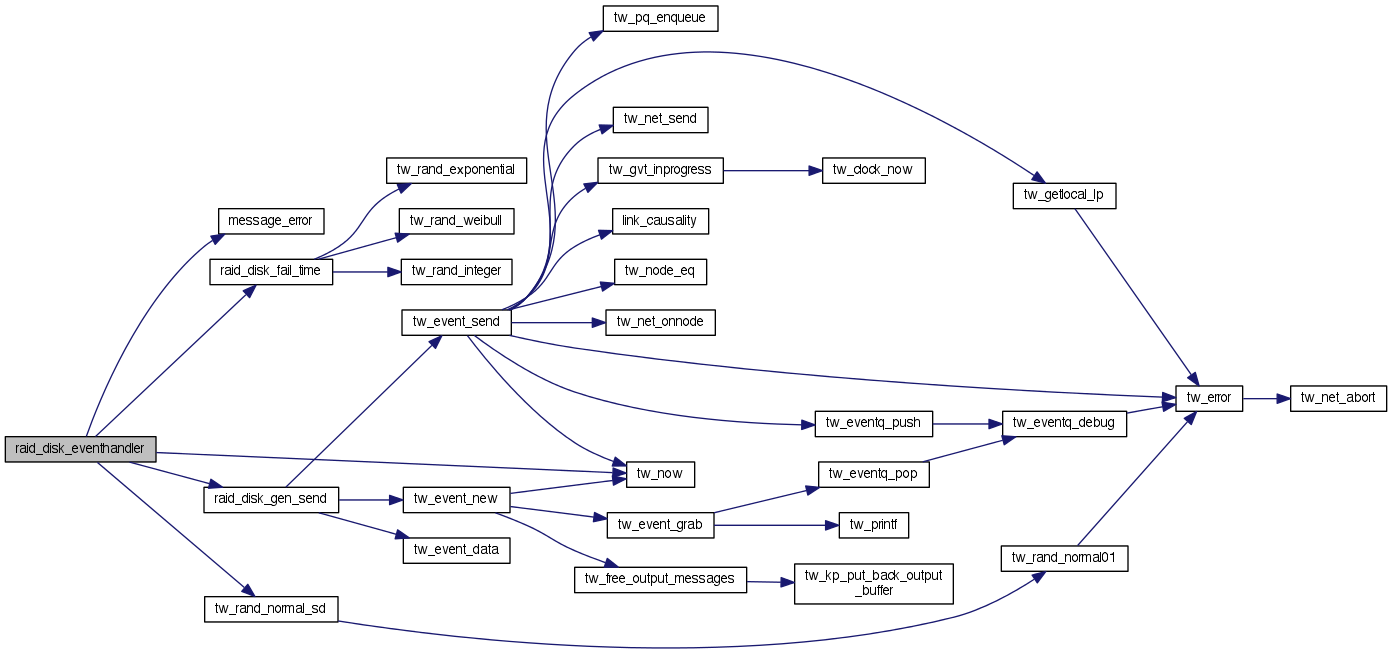 tw_pq_enqueue
tw_net_send
tw_rand_exponential
tw_gvt_inprogress
tw_clock_now
tw_getlocal_lp
message_error
tw_rand_weibull
link_causality
raid_disk_fail_time
tw_rand_integer
tw_node_eq
tw_event_send
tw_net_onnode
tw_error
tw_net_abort
tw_eventq_push
tw_eventq_debug
raid_disk_eventhandler
tw_now
tw_eventq_pop
raid_disk_gen_send
tw_event_new
tw_event_grab
tw_printf
tw_event_data
tw_rand_normal01
tw_free_output_messages
tw_kp_put_back_output
_buffer
tw_rand_normal_sd